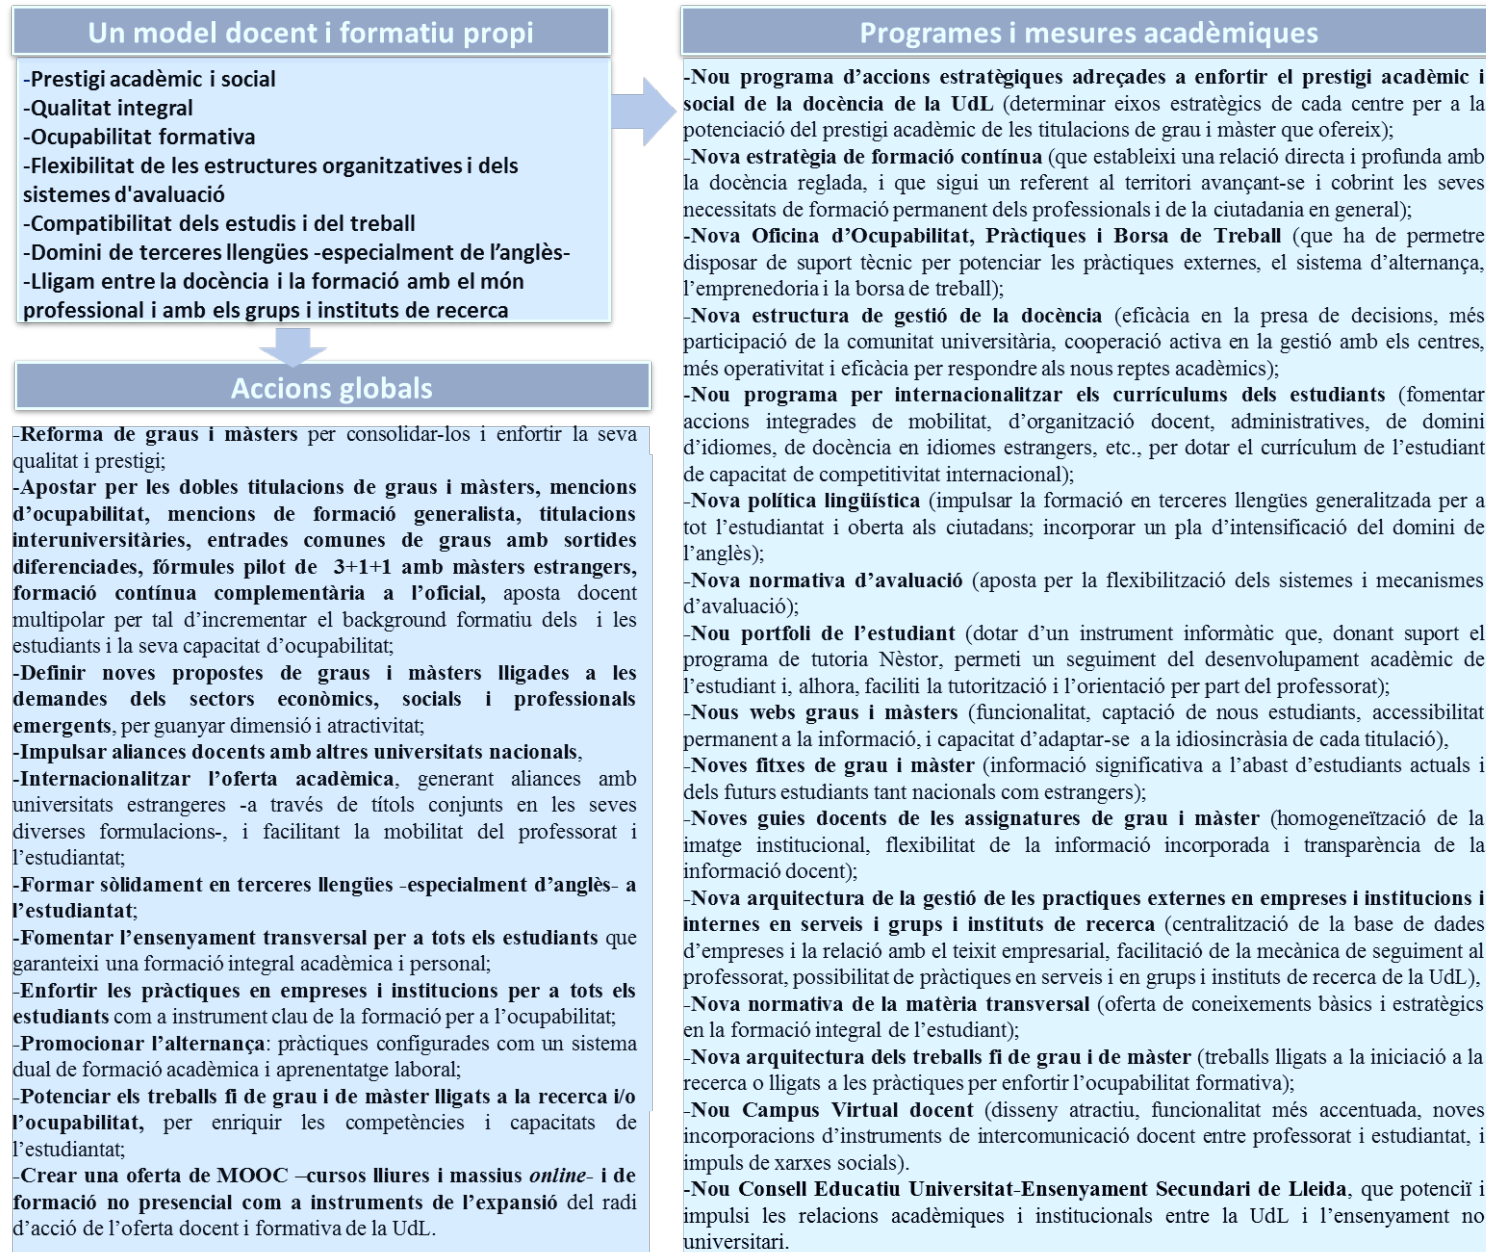 Un model docent i formatiu propi
-Prestigi acadèmic i social
-Qualitat integral
-Ocupabilitat formativa
-Flexibilitat de les estructures organitzatives i dels
sistemes d'avaluació
-Compatibilitat dels estudis i del treball
-Domini de terceres llengües -especialment de l’anglès-
-Lligam entre la docència i la formació amb el món
professional i amb els grups i instituts de recerca
Accions globals
-Reforma de graus i màsters per consolidar-los i enfortir la seva
qualitat i prestigi;
-Apostar per les dobles titulacions de graus i màsters, mencions
d’ocupabilitat, mencions de formació generalista, titulacions
interuniversitàries, entrades comunes de graus amb sortides
diferenciades, fórmules pilot de 3+1+1 amb màsters estrangers,
formació contínua complementària a l’oficial, aposta docent
multipolar per tal d’incrementar el background formatiu dels i les
estudiants i la seva capacitat d’ocupabilitat;
-Definir noves propostes de graus i màsters lligades a les
demandes dels sectors econòmics, socials i professionals
emergents, per guanyar dimensió i atractivitat;
-Impulsar aliances docents amb altres universitats nacionals,
-Internacionalitzar l’oferta acadèmica, generant aliances amb
universitats estrangeres -a través de títols conjunts en les seves
diverses formulacions-, i facilitant la mobilitat del professorat i
l’estudiantat;
-Formar sòlidament en terceres llengües -especialment d’anglès- a
l’estudiantat;
-Fomentar l’ensenyament transversal per a tots els estudiants que
garanteixi una formació integral acadèmica i personal;
-Enfortir les pràctiques en empreses i institucions per a tots els
estudiants com a instrument clau de la formació per a l’ocupabilitat;
-Promocionar l’alternança: pràctiques configurades com un sistema
dual de formació acadèmica i aprenentatge laboral;
-Potenciar els treballs fi de grau i de màster lligats a la recerca i/o
l’ocupabilitat, per enriquir les competències i capacitats de
l’estudiantat;
-Crear una oferta de MOOC –cursos lliures i massius online- i de
formació no presencial com a instruments de l’expansió del radi
d’acció de l’oferta docent i formativa de la UdL.
Programes i mesures acadèmiques
-Nou programa d’accions estratègiques adreçades a enfortir el prestigi acadèmic i
social de la docència de la UdL (determinar eixos estratègics de cada centre per a la
potenciació del prestigi acadèmic de les titulacions de grau i màster que ofereix);
-Nova estratègia de formació contínua (que estableixi una relació directa i profunda amb
la docència reglada, i que sigui un referent al territori avançant-se i cobrint les seves
necessitats de formació permanent dels professionals i de la ciutadania en general);
-Nova Oficina d’Ocupabilitat, Pràctiques i Borsa de Treball (que ha de permetre
disposar de suport tècnic per potenciar les pràctiques externes, el sistema d’alternança,
l’emprenedoria i la borsa de treball);
-Nova estructura de gestió de la docència (eficàcia en la presa de decisions, més
participació de la comunitat universitària, cooperació activa en la gestió amb els centres,
més operativitat i eficàcia per respondre als nous reptes acadèmics);
-Nou programa per internacionalitzar els currículums dels estudiants (fomentar
accions integrades de mobilitat, d’organització docent, administratives, de domini
d’idiomes, de docència en idiomes estrangers, etc., per dotar el currículum de l’estudiant
de capacitat de competitivitat internacional);
-Nova política lingüística (impulsar la formació en terceres llengües generalitzada per a
tot l’estudiantat i oberta als ciutadans; incorporar un pla d’intensificació del domini de
l’anglès);
-Nova normativa d’avaluació (aposta per la flexibilització dels sistemes i mecanismes
d’avaluació);
-Nou portfoli de l’estudiant (dotar d’un instrument informàtic que, donant suport el
programa de tutoria Nèstor, permeti un seguiment del desenvolupament acadèmic de
l’estudiant i, alhora, faciliti la tutorització i l’orientació per part del professorat);
-Nous webs graus i màsters (funcionalitat, captació de nous estudiants, accessibilitat
permanent a la informació, i capacitat d’adaptar-se a la idiosincràsia de cada titulació),
-Noves fitxes de grau i màster (informació significativa a l’abast d’estudiants actuals i
dels futurs estudiants tant nacionals com estrangers);
-Noves guies docents de les assignatures de grau i màster (homogeneïtzació de la
imatge institucional, flexibilitat de la informació incorporada i transparència de la
informació docent);
-Nova arquitectura de la gestió de les practiques externes en empreses i institucions i
internes en serveis i grups i instituts de recerca (centralització de la base de dades
d’empreses i la relació amb el teixit empresarial, facilitació de la mecànica de seguiment al
professorat, possibilitat de pràctiques en serveis i en grups i instituts de recerca de la UdL),
-Nova normativa de la matèria transversal (oferta de coneixements bàsics i estratègics
en la formació integral de l’estudiant);
-Nova arquitectura dels treballs fi de grau i de màster (treballs lligats a la iniciació a la
recerca o lligats a les pràctiques per enfortir l’ocupabilitat formativa);
-Nou Campus Virtual docent (disseny atractiu, funcionalitat més accentuada, noves
incorporacions d’instruments de intercomunicació docent entre professorat i estudiantat, i
impuls de xarxes socials).
-Nou Consell Educatiu Universitat-Ensenyament Secundari de Lleida, que potenciï i
impulsi les relacions acadèmiques i institucionals entre la UdL i l’ensenyament no
universitari.